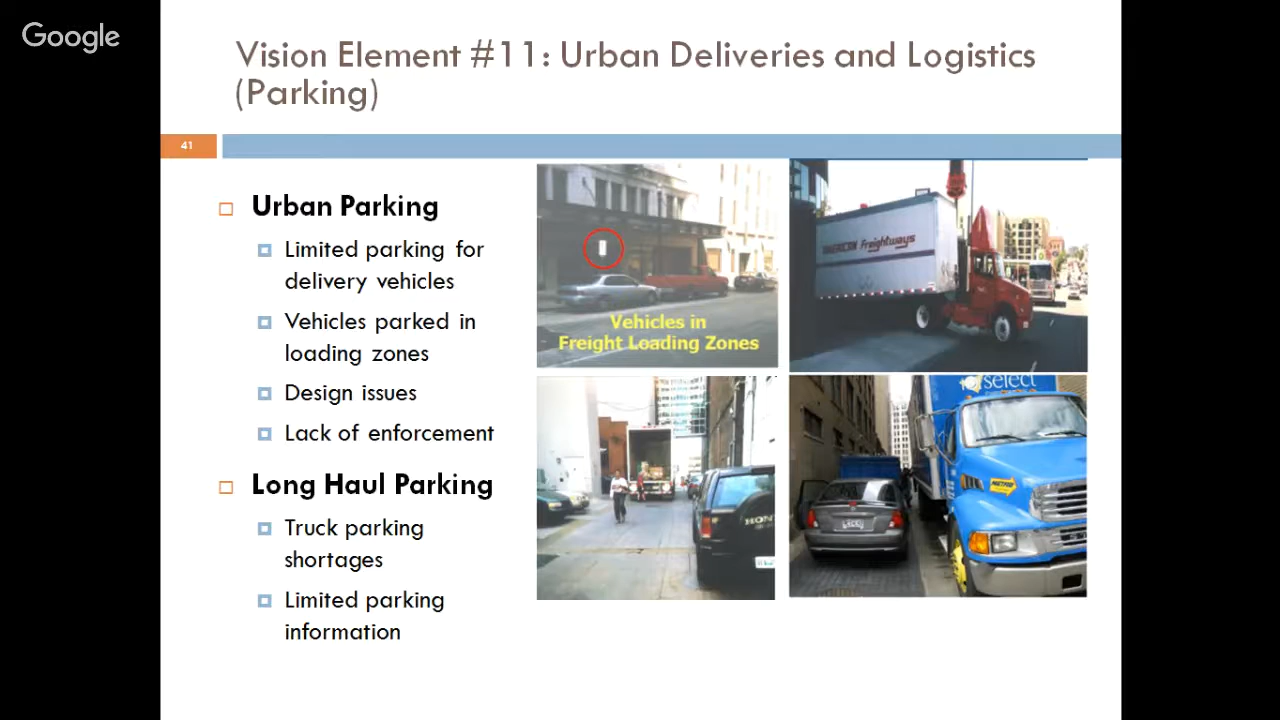 Google
Vision Element #11: Urban Deliveries and Logistics
(Parking)
41
Urban Parking
Limited parking for
delivery vehicles
Vehicles parked in
loading zones
Design issues
Lack of enforcement
Long Haul Parking
Truck parking
shortages
Limited parking
information
Vehicles in
Freight Loading Zones
AMERICAN Freightways
HONDA
select